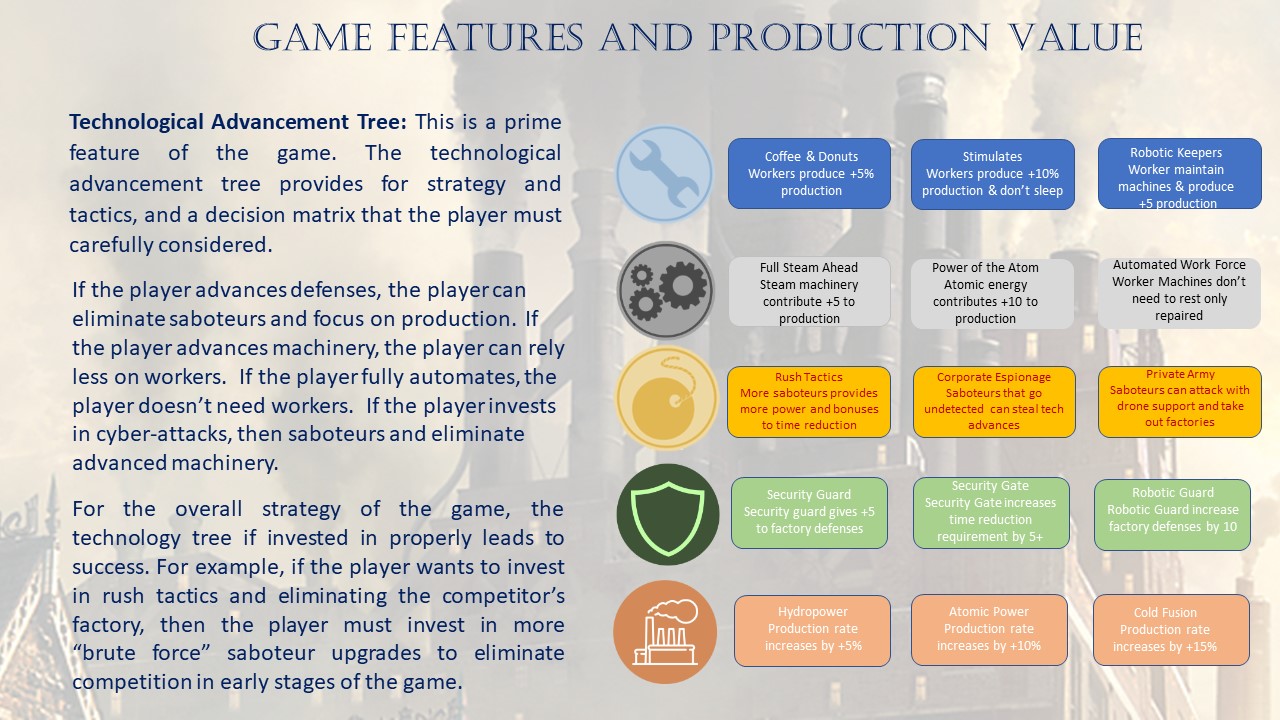 GAME FEATURES AND PRODUCTION VALUE
Technological Advancement Tree: This is a prime
feature of the game. The technological
advancement tree provides for strategy and
tactics, and a decision matrix that the player must
carefully considered.
If the player advances defenses, the player can
eliminate saboteurs and focus on production. If
the player advances machinery, the player can rely
less on workers. If the player fully automates, the
player doesn't need workers. If the player invests
in cyber-attacks, then saboteurs and eliminate
advanced machinery.
For the overall strategy of the game, the
technology tree if invested in properly leads to
success. For example, if the player wants to invest
in rush tactics and eliminating the competitor's
factory, then the player must invest in more
“brute force” saboteur upgrades to eliminate
competition in early stages of the game.
Coffee & Donuts
Workers produce +5%
production
Stimulates
Workers produce +10%
production & don't sleep
Robotic Keepers
Worker maintain
machines & produce
+5 production
Full Steam Ahead
Steam machinery
contribute +5 to
production
Power of the Atom
Atomic energy
contributes +10 to
production
Automated Work Force
Worker Machines don't
need to rest only
repaired
Rush Tactics
More saboteurs provides
more power and bonuses
to time reduction
Corporate Espionage
Saboteurs that go
undetected can steal tech
advances
Private Army
Saboteurs can attack with
drone support and take
out factories
Security Guard
Security guard gives +5
to factory defenses
Security Gate
Security Gate increases
time reduction
requirement by 5+
Robotic Guard
Robotic Guard increase
factory defenses by 10
Hydropower
Production rate
increases by +5%
Atomic Power
Production rate
increases by +10%
Cold Fusion
Production rate
increases by +15%